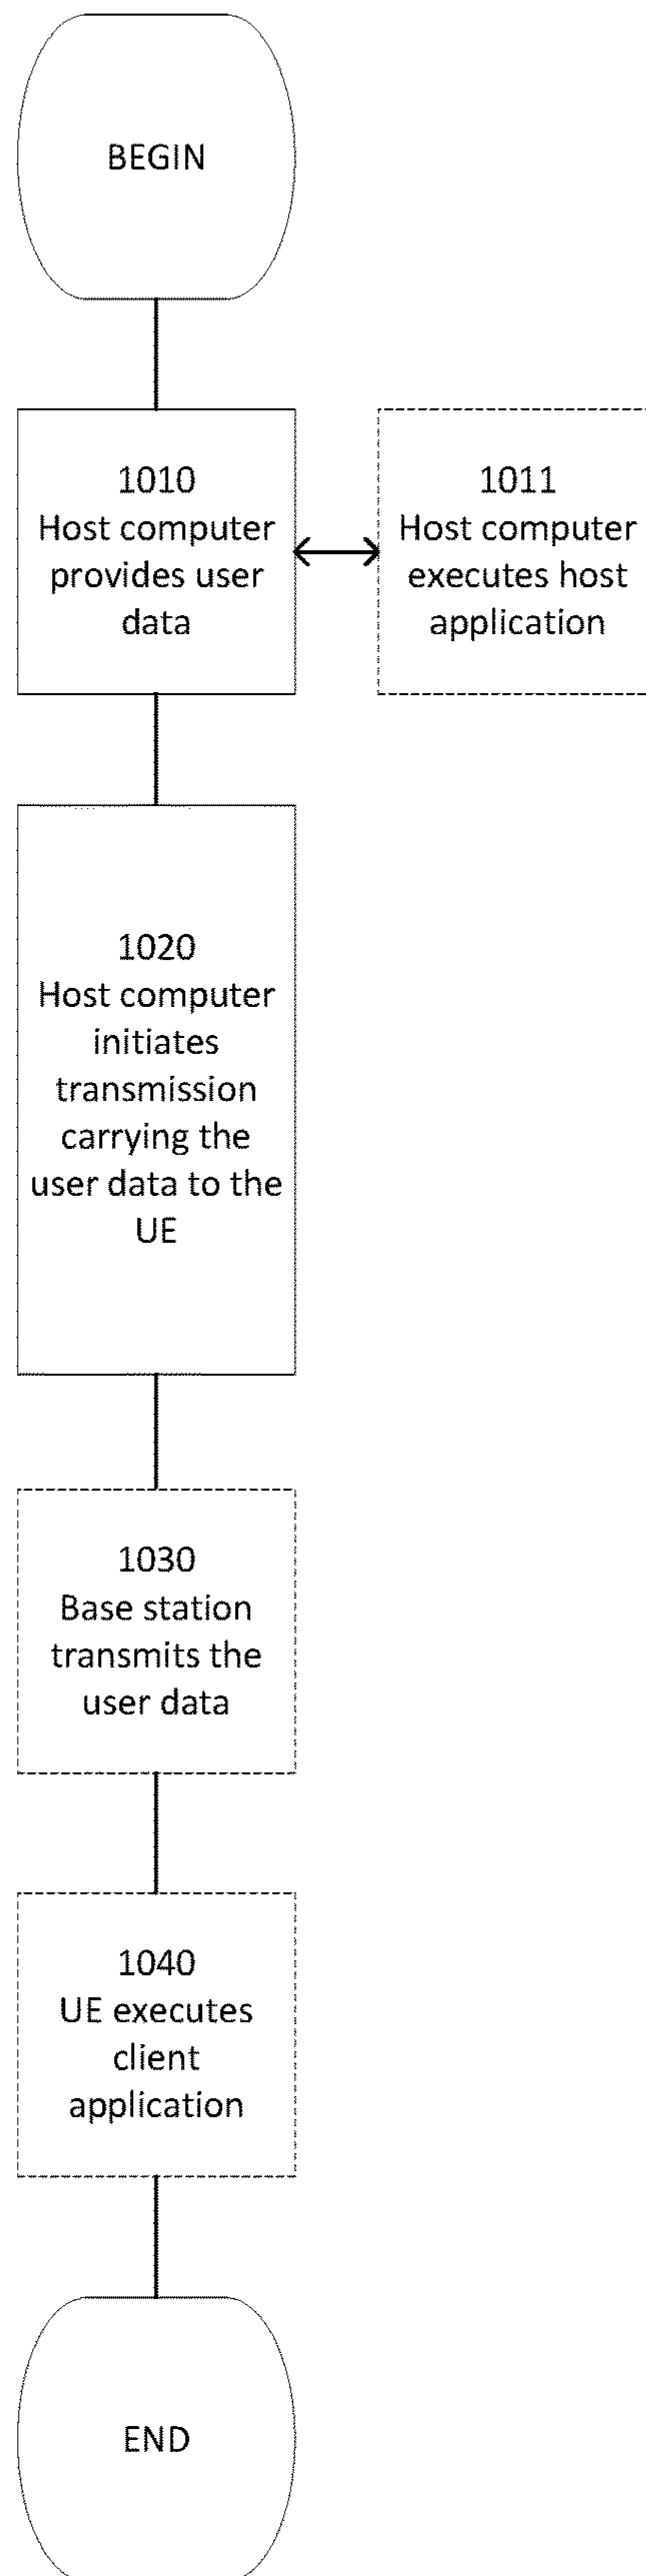 BEGIN
1010
Host computer
provides user
data
1011
Host computer
executes host
application
1020
Host computer
initiates
transmission
carrying the
user data to the
UE
1030
Base station
transmits the
user data
1040
UE executes
client
application
END